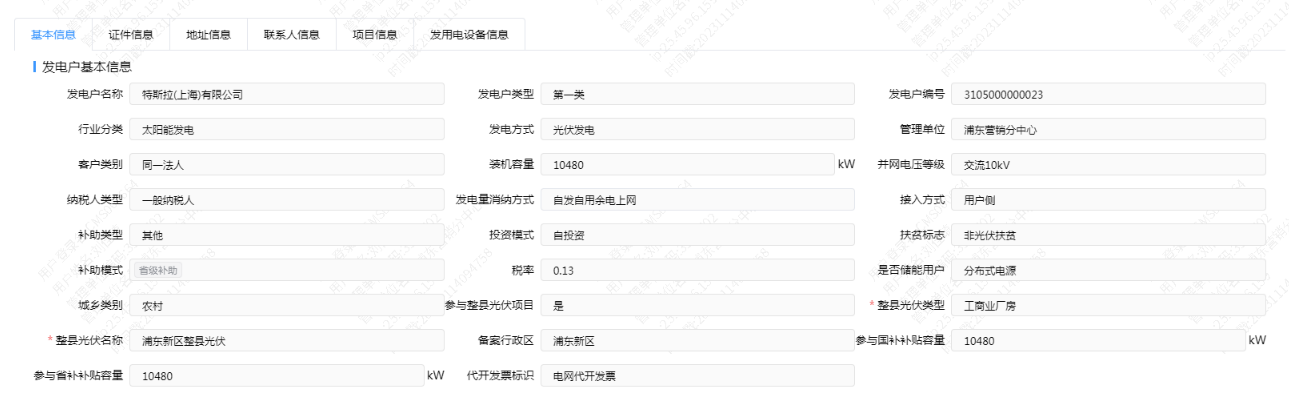 基本信息 证件信息 地址信息 联系人信息 项目信息 发用电设备信息
发电户基本信息
发电户名称 特斯拉(上海)有限公司 发电户类型 第一类 发电户编号 3105000000023
行业分类 太阳能发电 发电方式 光伏发电 管理单位 浦东营销分中心
客户类别 同一法人 装机容量 10480 kW 并网电压等级 交流10kV
纳税人类型 一般纳税人 发电量消纳方式 自发自用余电上网 接入方式 用户侧
补助类型 其他 投资模式 自投资 扶贫标志 非光伏扶贫
补助模式 省级补助 税率 0.13 是否储能用户 分布式电源
城乡类别 农村 参与整县光伏项目 是 *整县光伏类型 工商业厂房
*整县光伏名称 浦东新区整县光伏 备案行政区 浦东新区 参与国补补贴容量 10480 kW
参与省补补贴容量 10480 kW 代开发票标识 电网代开发票